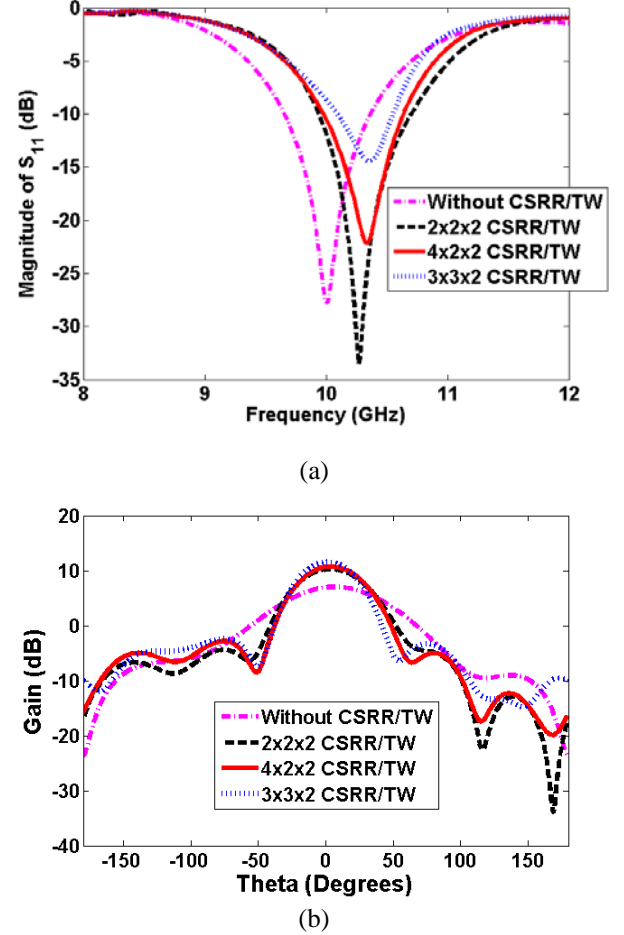 0
-5
-10
-15
-20
-25
-30
-35
Magnitude of S11 (dB)
Without CSRR/TW
2x2x2 CSRR/TW
4x2x2 CSRR/TW
3x3x2 CSRR/TW
8 9 10 11 12
Frequency (GHz)
(a)
20
10
0
-10
-20
-30
-40
Gain (dB)
Without CSRR/TW
2x2x2 CSRR/TW
4x2x2 CSRR/TW
3x3x2 CSRR/TW
-150 -100 -50 0 50 100 150
Theta (Degrees)
(b)